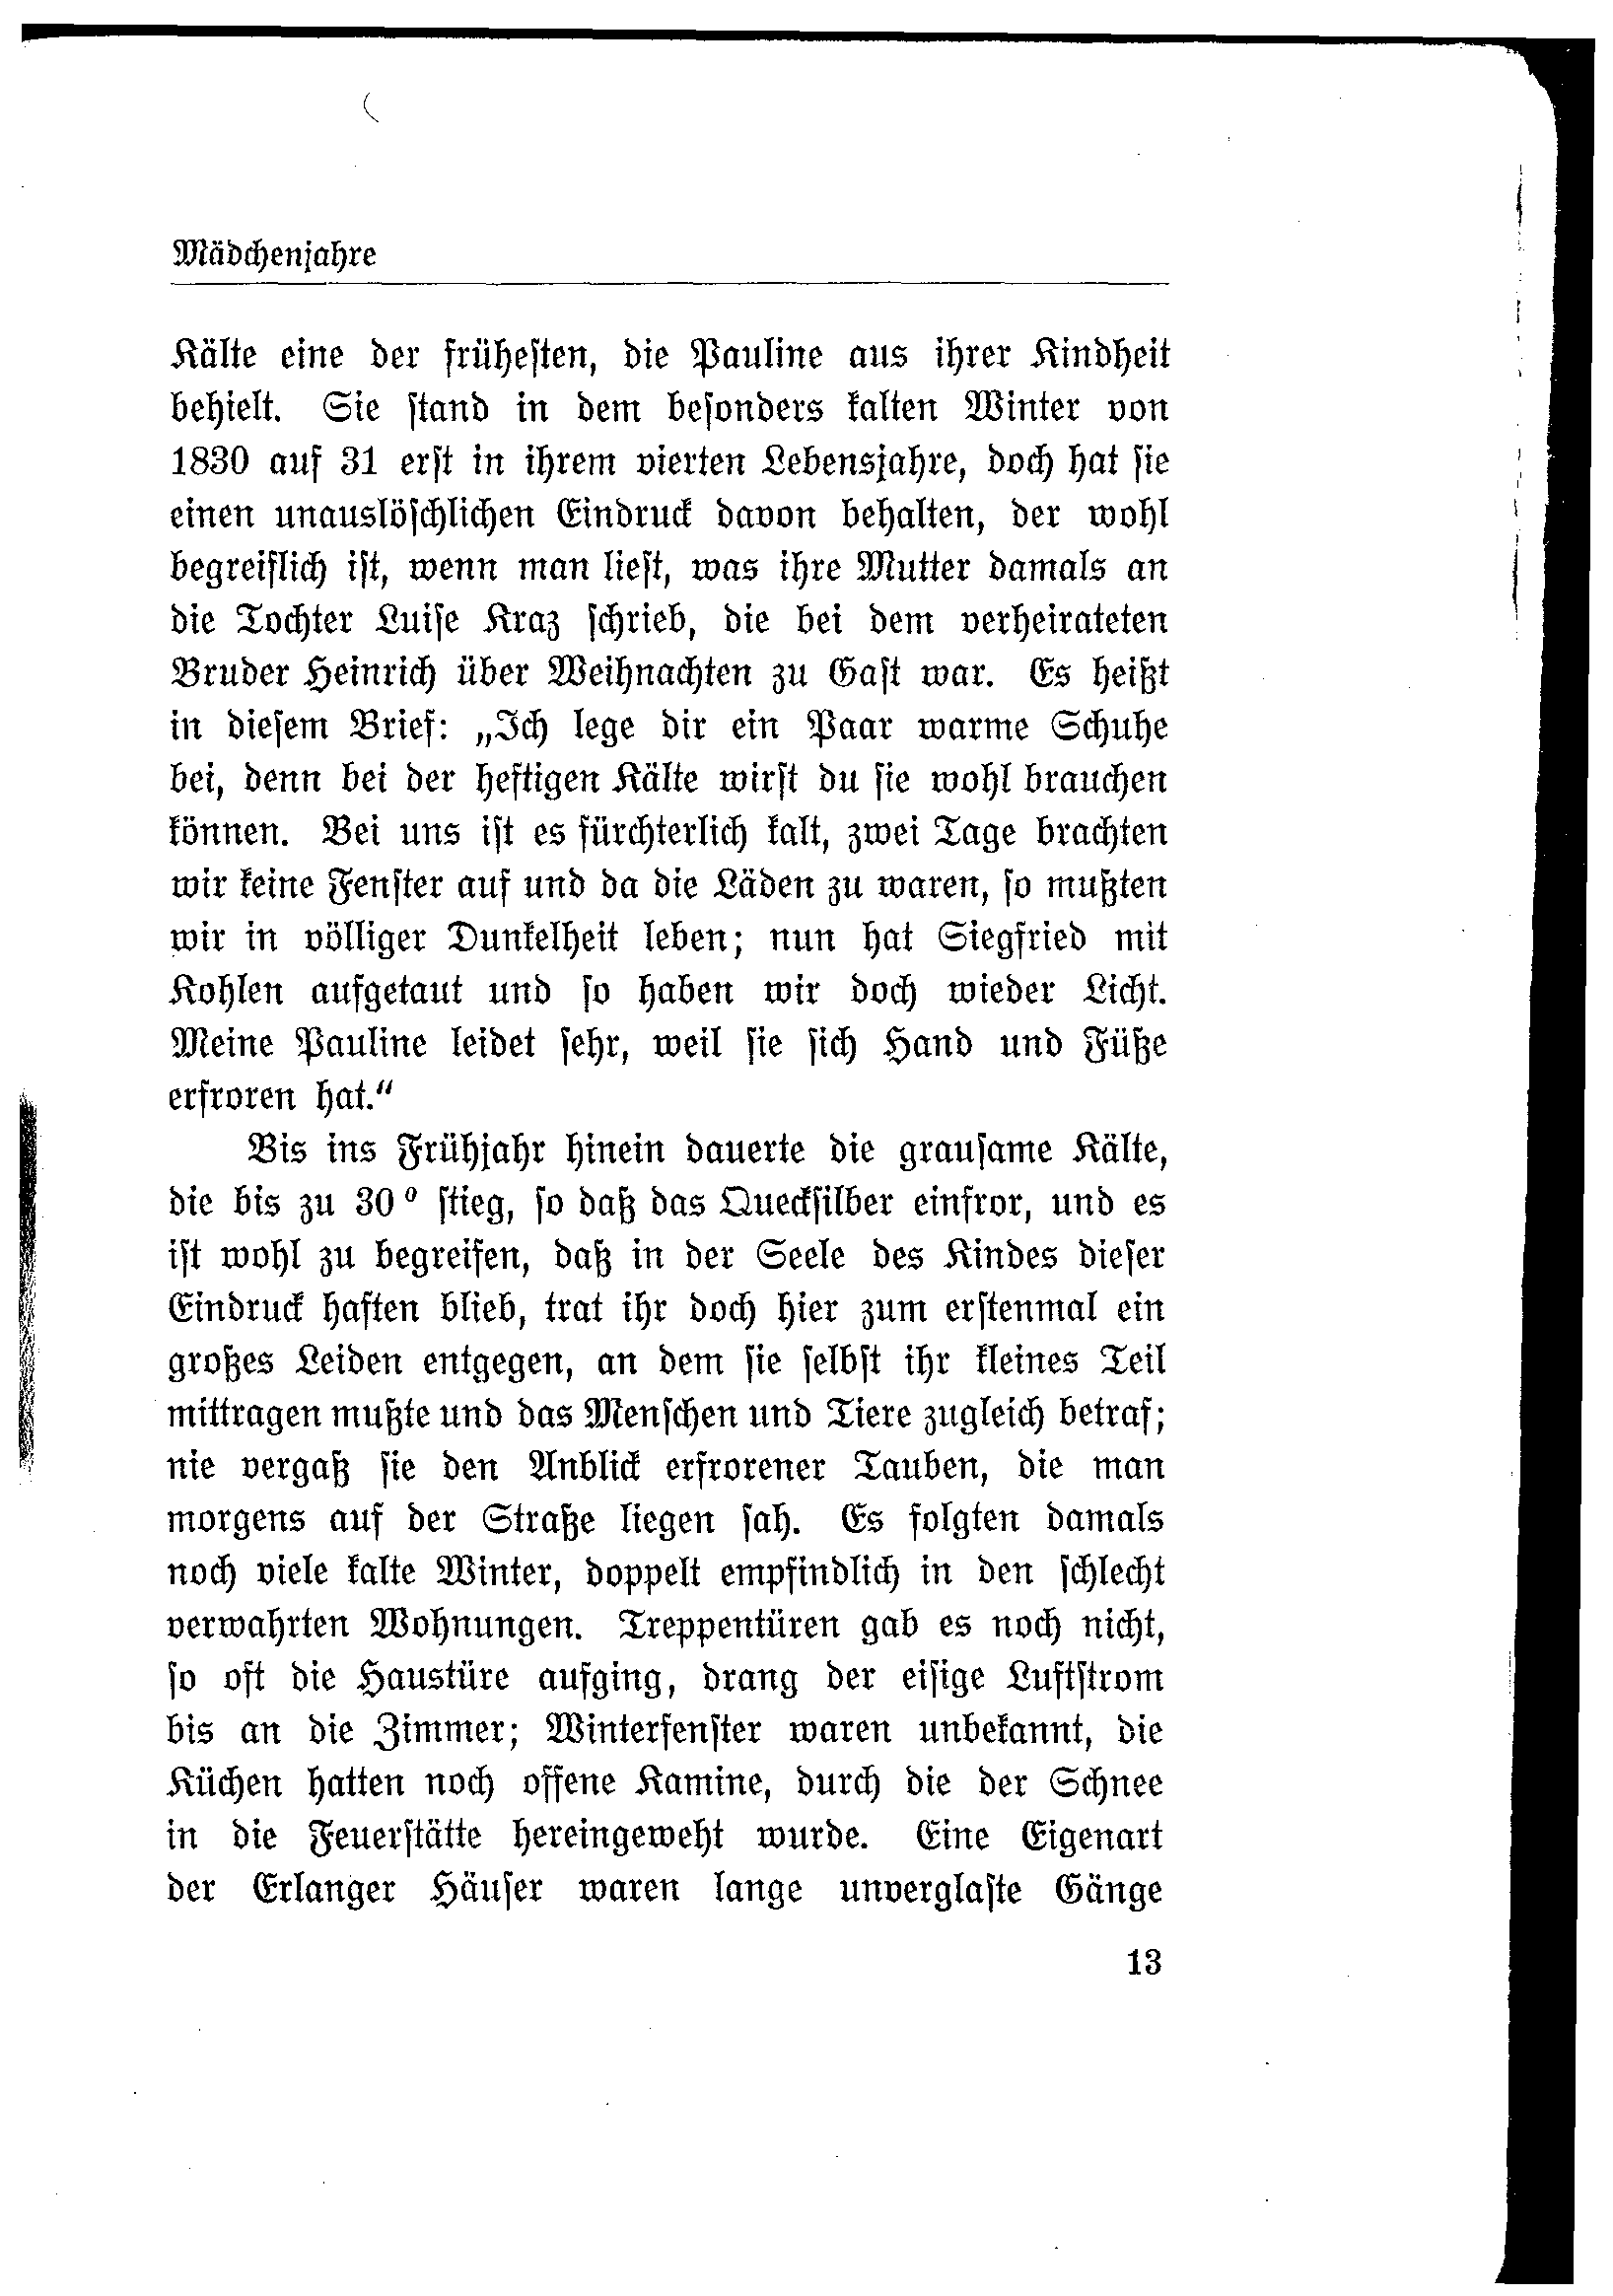 Mädchenjahre
Kälte eine der frühesten, die Pauline aus ihrer Kindheit
behielt. Sie stand in dem besonders kalten Winter von
1830 auf 31 erst in ihrem vierten Lebensjahre, doch hat sie
einen unauslöschlichen Eindruck davon behalten, der wohl
begreiflich ist, wenn man liest, was ihre Mutter damals an
die Tochter Luise Kraz schrieb, die bei dem verheirateten
Bruder Heinrich über Weihnachten zu Gast war. Es heißt
in diesem Brief: „Ich lege dir ein Paar warme Schuhe
bei, denn bei der heftigen Kälte wirst du sie wohl brauchen
können. Bei uns ist es fürchterlich kalt, zwei Tage brachten
wir keine Fenster auf und da die Läden zu waren, so mußten
wir in völliger Dunkelheit leben; nun hat Siegfried mit
Kohlen aufgetaut und so haben wir doch wieder Licht.
Meine Pauline leidet sehr, weil sie sich Hand und Füße
erfroren hat.“
Bis ins Frühjahr hinein dauerte die grausame Kälte,
die bis zu 30° stieg, so daß das Quecksilber einfror, und es
ist wohl zu begreifen, daß in der Seele des Kindes dieser
Eindruck haften blieb, trat ihr doch hier zum erstenmal ein
großes Leiden entgegen, an dem sie selbst ihr kleines Teil
mittragen mußte und das Menschen und Tiere zugleich betraf;
nie vergaß sie den Anblick erfrorener Tauben, die man
morgens auf der Straße liegen sah. Es folgten damals
noch viele kalte Winter, doppelt empfindlich in den schlecht
verwahrten Wohnungen. Treppentüren gab es noch nicht,
so oft die Haustüre aufging, drang der eisige Luftstrom
bis an die Zimmer; Winterfenster waren unbekannt, die
Küchen hatten noch offene Kamine, durch die der Schnee
in die Feuerstätte hereingeweht wurde. Eine Eigenart
der Erlanger Häuser waren lange unverglaste Gänge
13